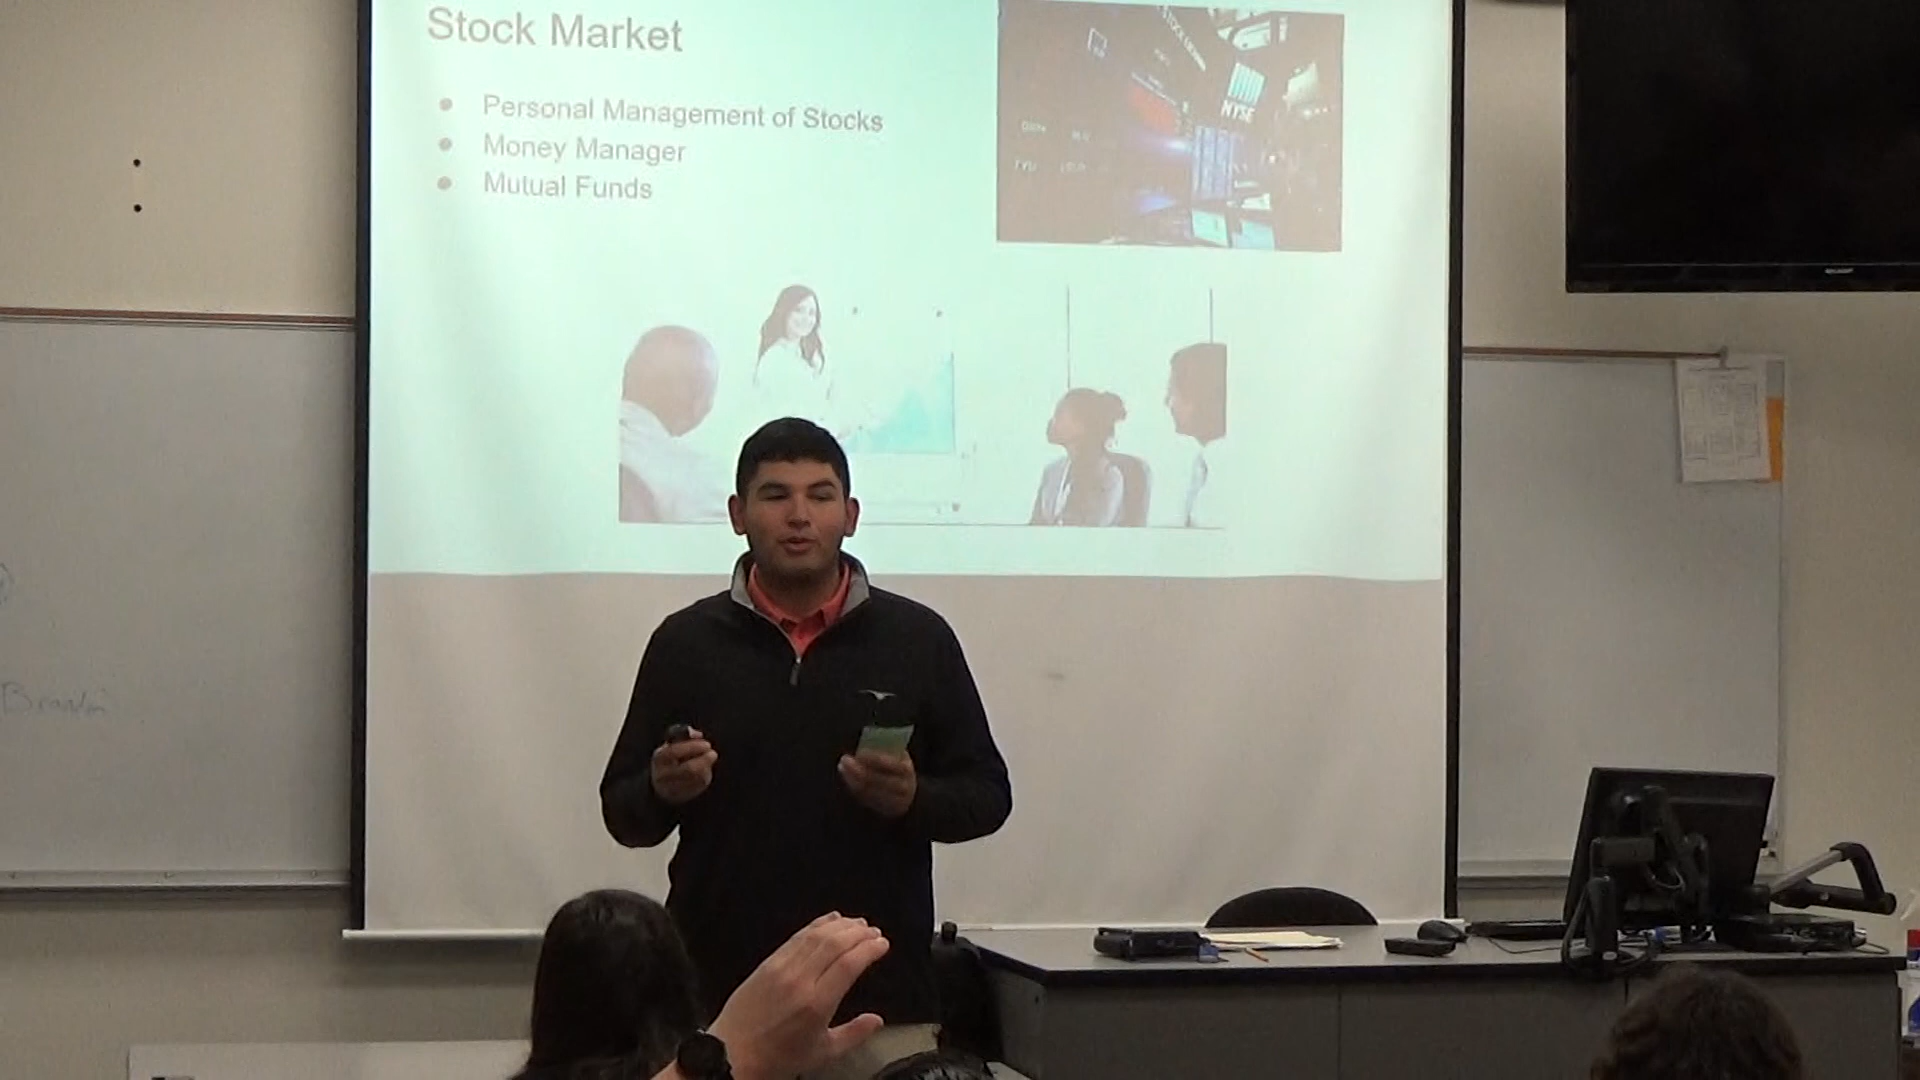 Stock Market
Personal Management of Stocks
Money Manager
Mutual Funds
NYSE